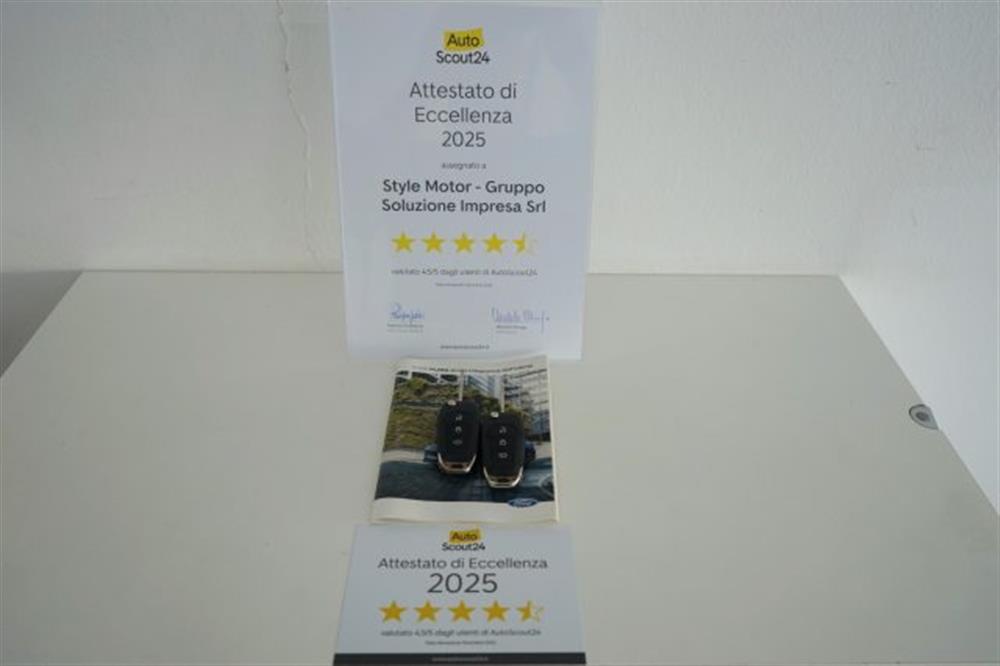 Auto
Scout24
Attestato di
Eccellenza
2025
assegnato a
Style Motor - Gruppo
Soluzione Impresa Srl
valutato 4,5/5 dagli utenti di AutoScout24
Ford
Auto
Scout24
Attestato di Eccellenza
2025
valutato 4,5/5 dagli utenti di AutoScout24